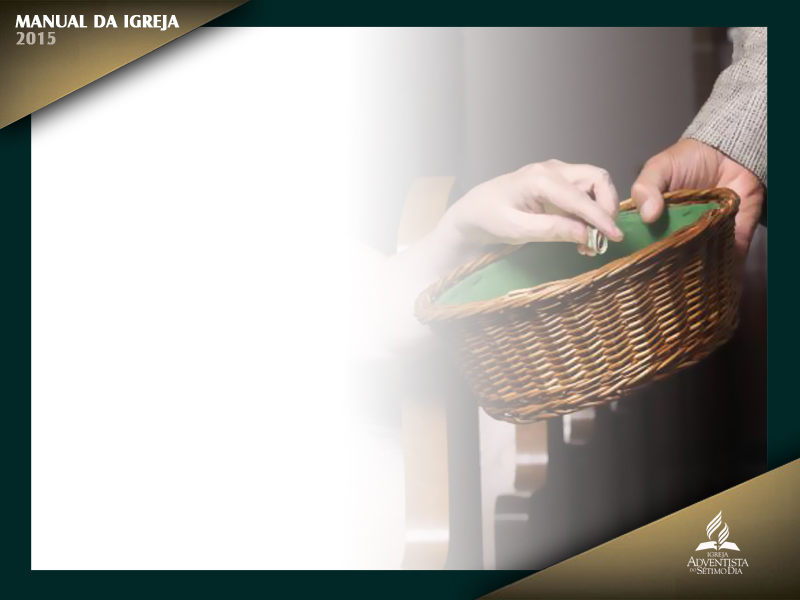 MANUAL DA IGREJA
2015
IGREJA
ADVENTISTA
DO SÉTIMO DIA